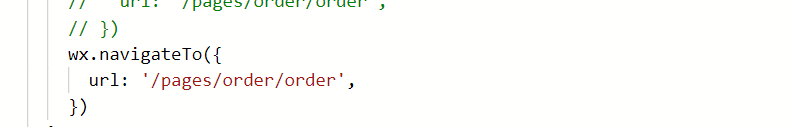 //   url: '/pages/order/order',
// })
wx.navigateTo({
  url: '/pages/order/order',
})